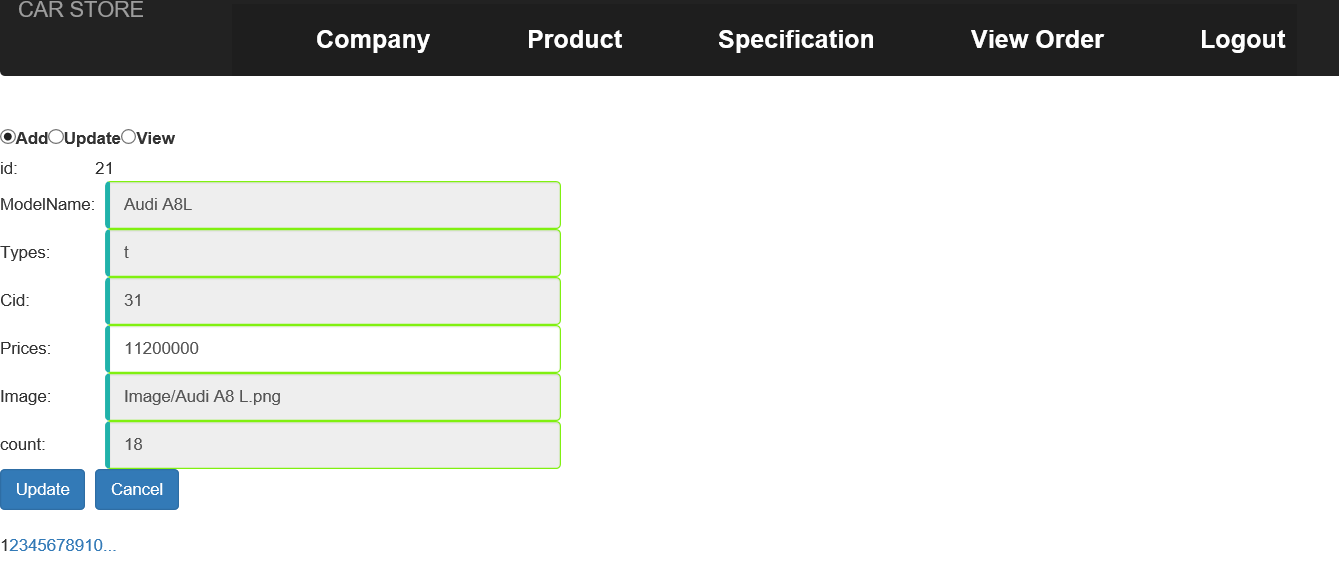 CAR STORE
Company Product Specification View Order Logout
Add Update View
id: 21
ModelName: Audi A8L
Types: t
Cid: 31
Prices: 11200000
Image: Image/Audi A8 L.png
count: 18
Update Cancel
12345678910...